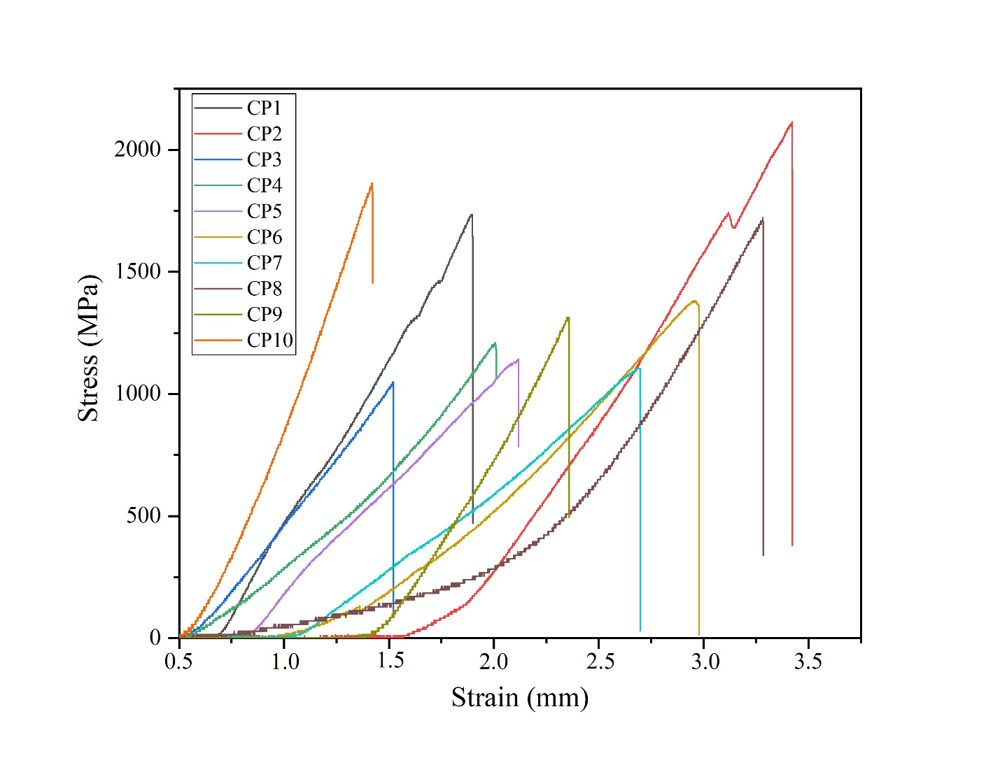 CP1
CP2
CP3
CP4
CP5
CP6
CP7
CP8
CP9
CP10
2000
1500
1000
500
0
0.5 1.0 1.5 2.0 2.5 3.0 3.5
Stress (MPa)
Strain (mm)